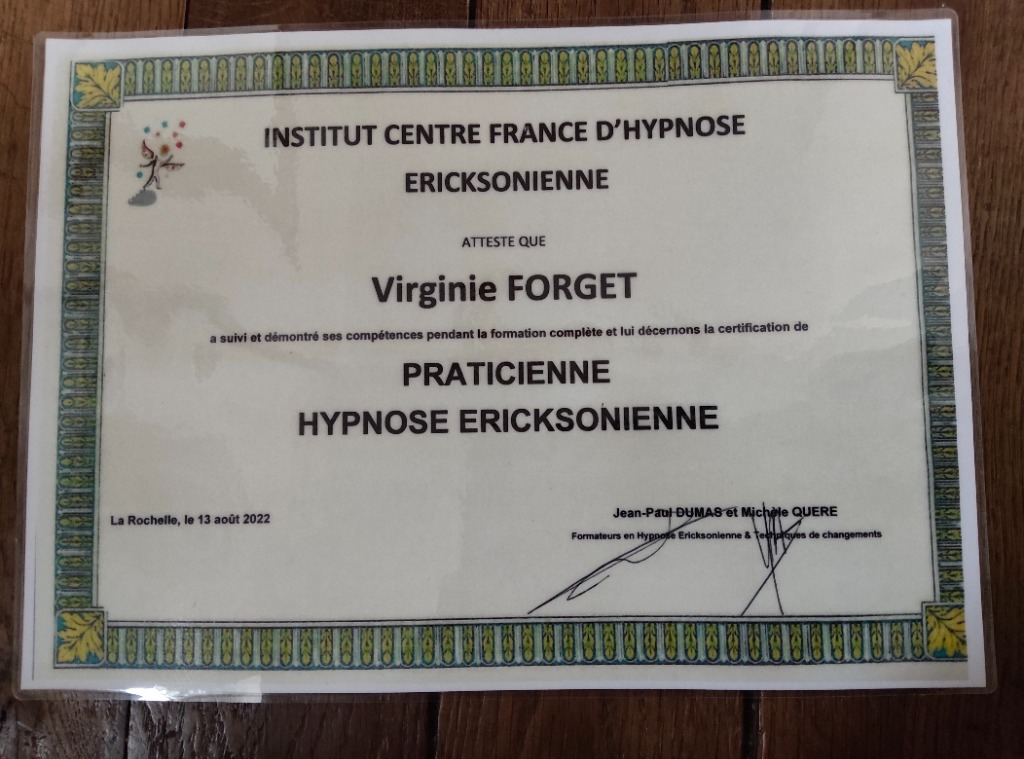 INSTITUT CENTRE FRANCE D'HYPNOSE
ERICKSONIENNE
ATTESTE QUE
Virginie FORGET
a suivi et démontré ses compétences pendant la formation complète et lui décernons la certification de
PRATICIENNE
HYPNOSE ERICKSONIENNE
La Rochelle, le 13 août 2022
Jean-Paul DUMAS et Michèle QUERE
Formateurs en Hypnose Ericksonienne & Techniques de changements